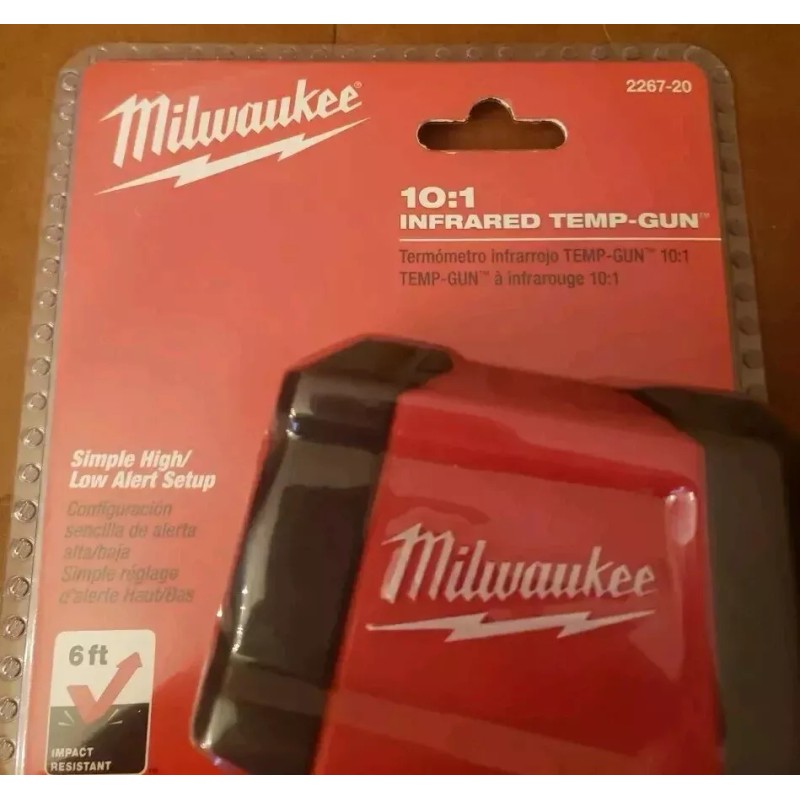 Milwaukee®
2267-20
10:1
INFRARED TEMP-GUN™
Termómetro infrarrojo TEMP-GUN™ 10:1
TEMP-GUN™ à infrarouge 10:1
Simple High/
Low Alert Setup
Configuración
sencilla de alerta
alta/baja
Simple réglage
d'alerte Haut/Bas
6 ft
IMPACT
RESISTANT
Milwaukee